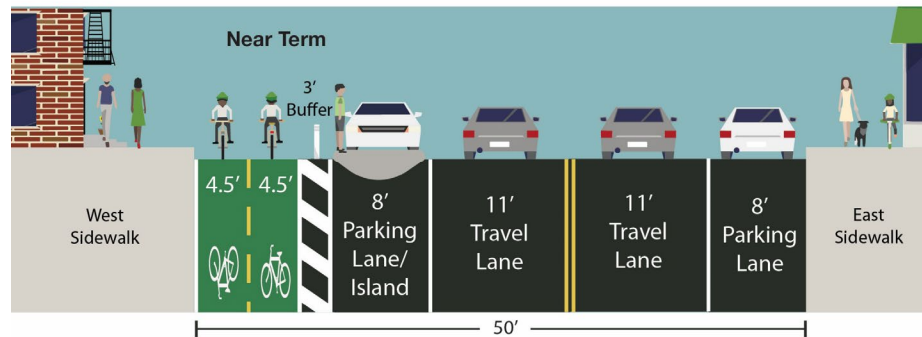 Near Term
3’
Buffer
4.5’ 4.5’
8’
Parking
Lane/
Island
11’
Travel
Lane
11’
Travel
Lane
8’
Parking
Lane
West
Sidewalk
East
Sidewalk
50’